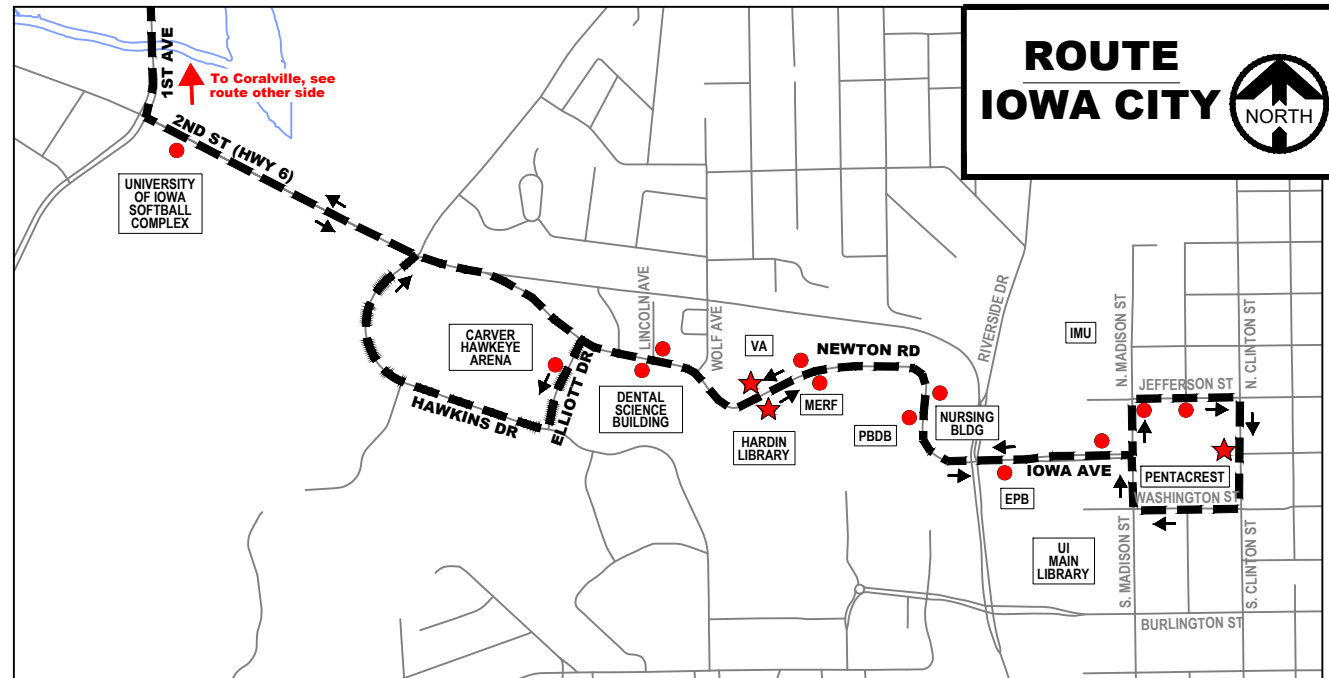 ROUTE
IOWA CITY
NORTH
1ST AVE
To Coralville, see
route other side
2ND ST (HWY 6)
UNIVERSITY
OF IOWA
SOFTBALL
COMPLEX
CARVER
HAWKEYE
ARENA
HAWKINS DR
ELLIOTT DR
LINCOLN AVE
DENTAL
SCIENCE
BUILDING
WOLF AVE
VA
HARDIN
LIBRARY
MERF
NEWTON RD
PBDB
NURSING
BLDG
RIVERSIDE DR
EPB
IOWA AVE
IMU
UI
MAIN
LIBRARY
N. MADISON ST
S. MADISON ST
JEFFERSON ST
PENTACREST
WASHINGTON ST
N. CLINTON ST
S. CLINTON ST
BURLINGTON ST